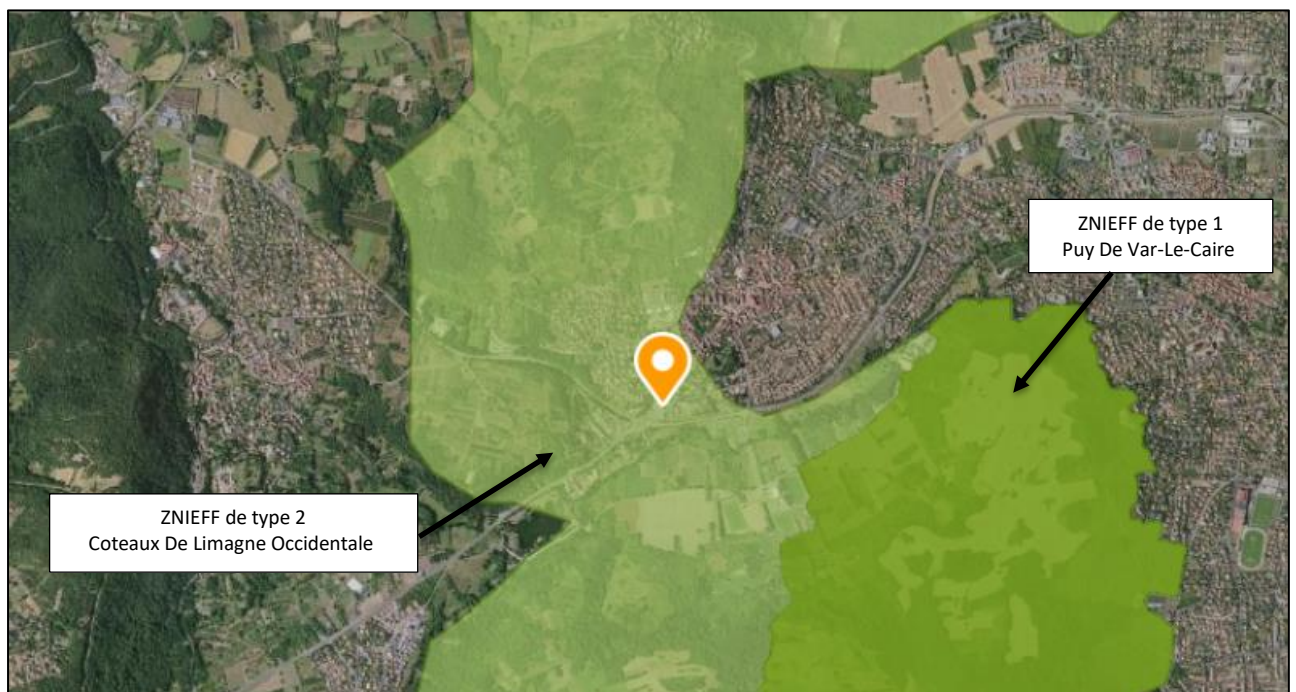 ZNIEFF de type 1
Puy De Var-Le-Caire
ZNIEFF de type 2
Coteaux De Limagne Occidentale